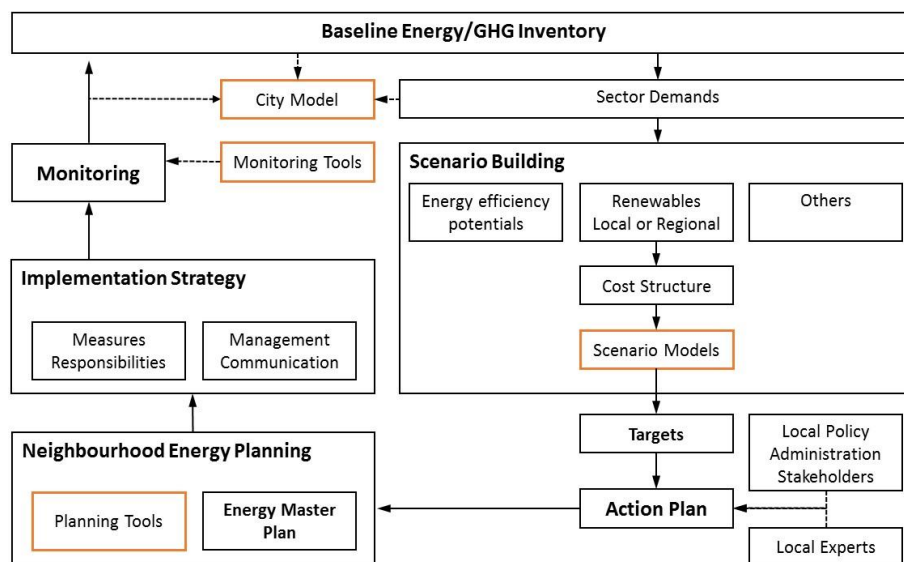 Baseline Energy/GHG Inventory
City Model
Sector Demands
Monitoring
Monitoring Tools
Scenario Building
Energy efficiency
potentials
Renewables
Local or Regional
Others
Cost Structure
Scenario Models
Implementation Strategy
Measures
Responsibilities
Management
Communication
Targets
Local Policy
Administration
Stakeholders
Neighbourhood Energy Planning
Planning Tools
Energy Master
Plan
Action Plan
Local Experts